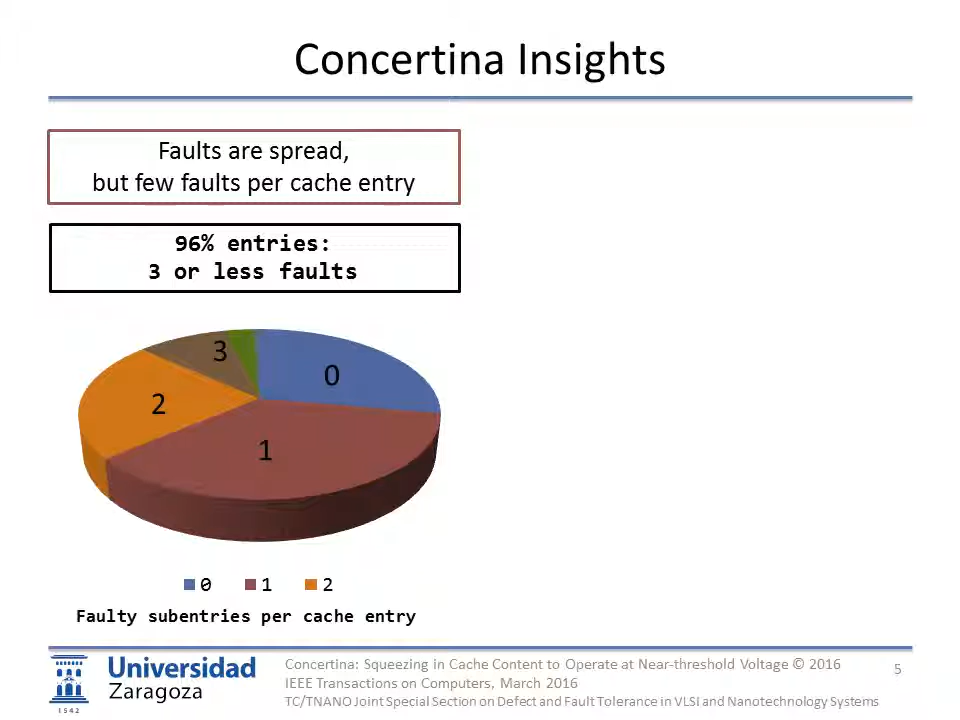 Concertina Insights
Faults are spread,
but few faults per cache entry
96% entries:
3 or less faults
3
0
2
1
0 1 2
Faulty subentries per cache entry
Universidad
Zaragoza
1542
Concertina: Squeezing in Cache Content to Operate at Near-threshold Voltage © 2016
IEEE Transactions on Computers, March 2016
TC/TNANO Joint Special Section on Defect and Fault Tolerance in VLSI and Nanotechnology Systems
5